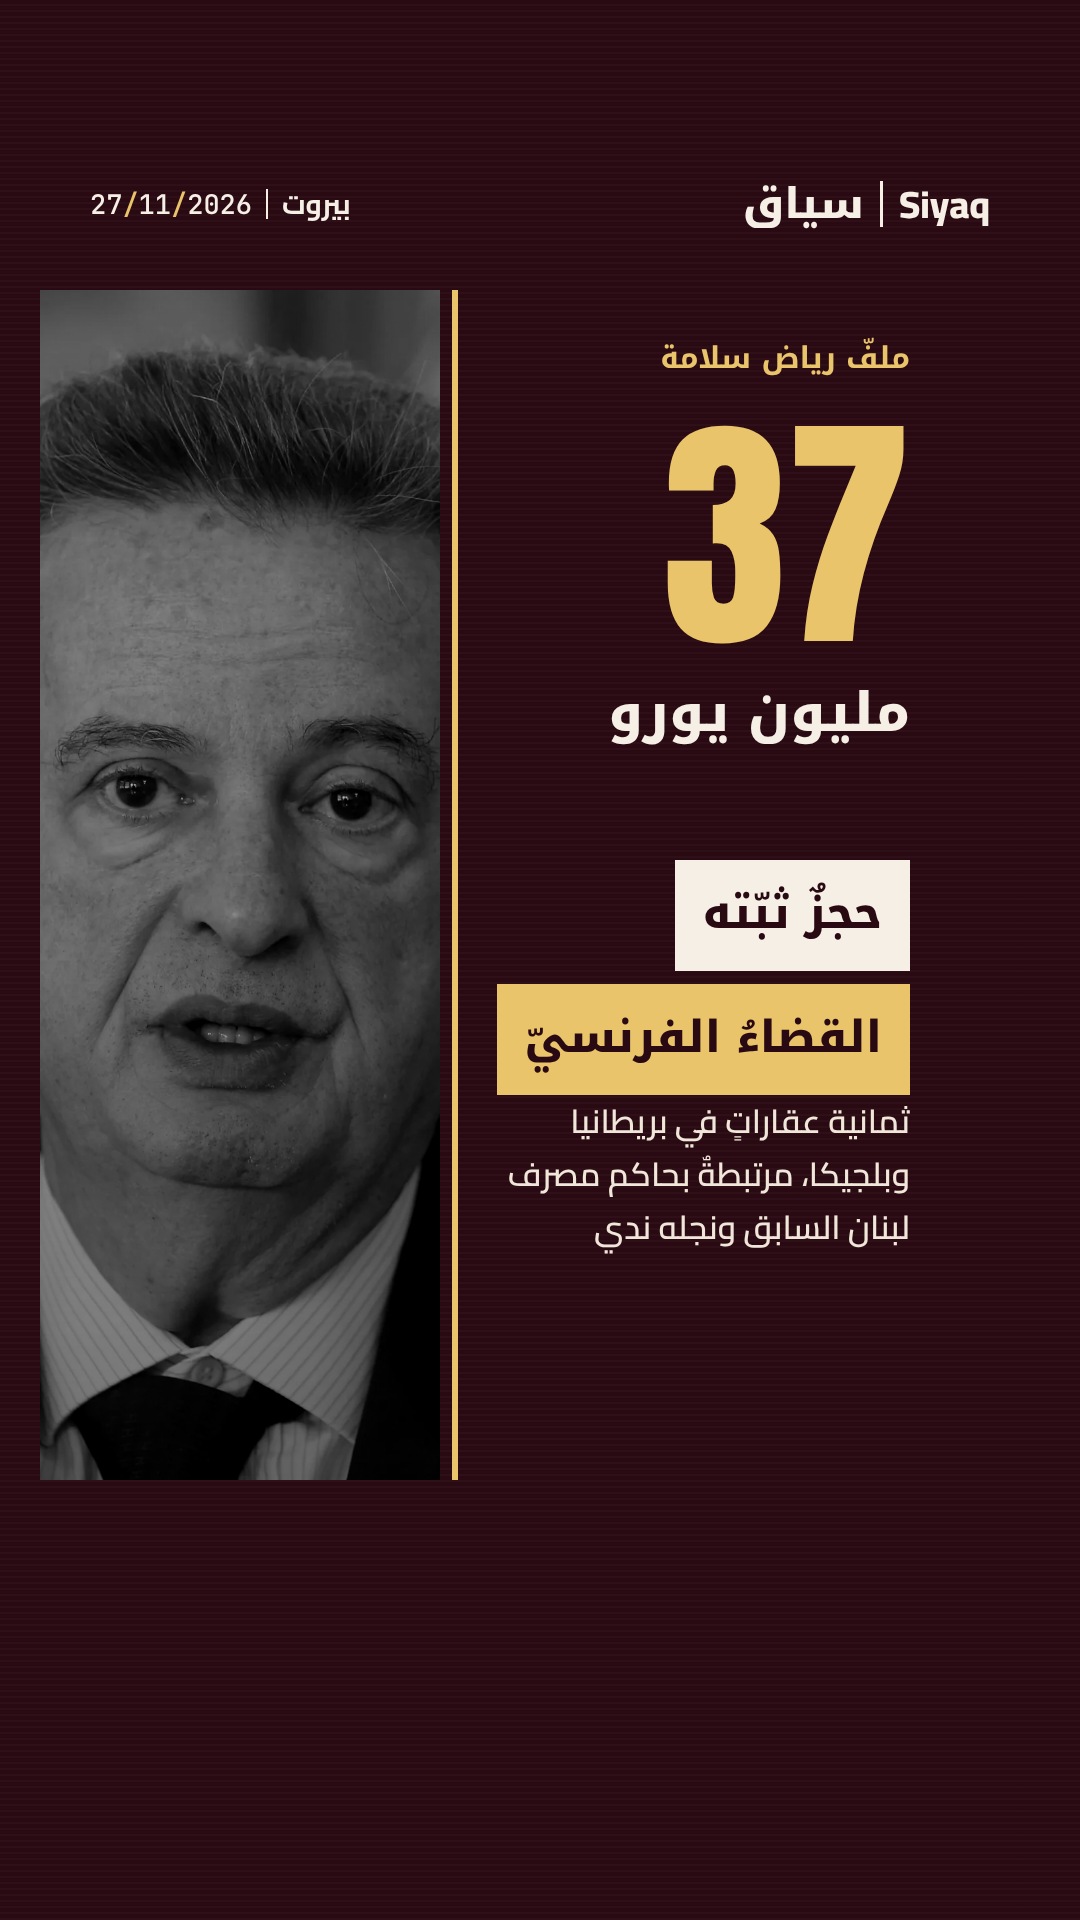 سياق | Siyaq
بيروت | 27/11/2026
ملفّ رياض سلامة
37
مليون يورو
حجزٌ ثبّته
القضاءُ الفرنسيّ
ثمانية عقاراتٍ في بريطانيا
وبلجيكا، مرتبطةٌ بحاكم مصرف
لبنان السابق ونجله ندي